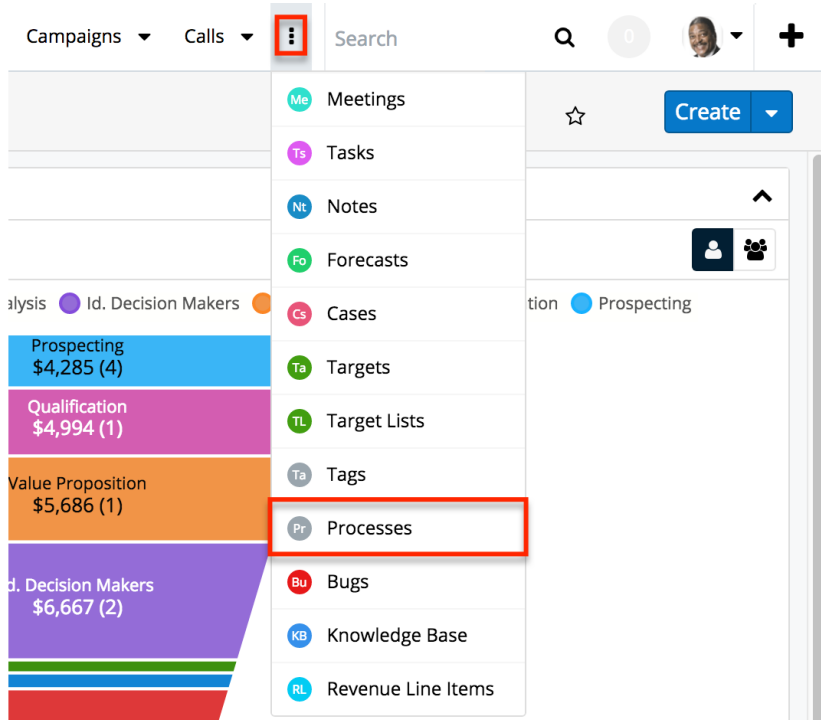 Campaigns Calls Search 0
Me Meetings
Create
Ts Tasks
Nt Notes
Fo Forecasts
alysis Id. Decision Makers tion Prospecting
Cs Cases
Prospecting
$4,285 (4)
Ta Targets
Qualification
$4,994 (1)
TL Target Lists
Ta Tags
Value Proposition
$5,686 (1)
Pr Processes
Bu Bugs
d. Decision Makers
$6,667 (2)
KB Knowledge Base
RL Revenue Line Items